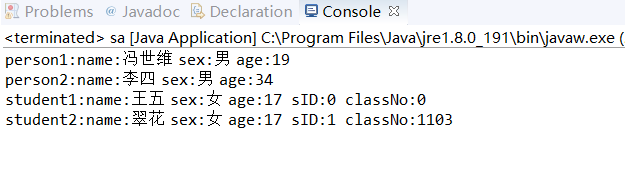 Problems @ Javadoc Declaration Console
<terminated> sa [Java Application] C:\Program Files\Java\jre1.8.0_191\bin\javaw.exe (
person1:name:冯世维 sex:男 age:19
person2:name:李四 sex:男 age:34
student1:name:王五 sex:女 age:17 sID:0 classNo:0
student2:name:翠花 sex:女 age:17 sID:1 classNo:1103